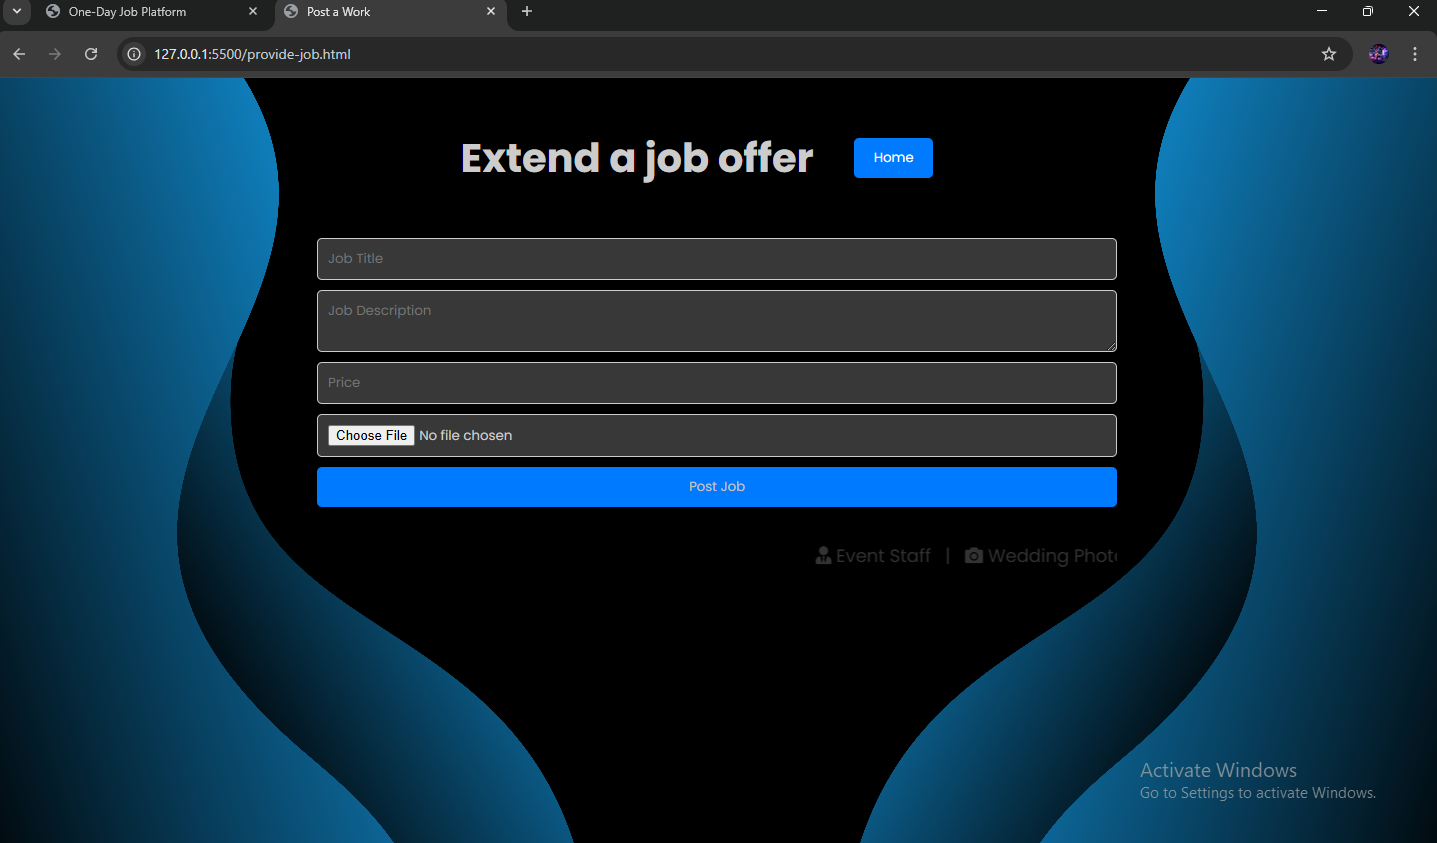 One-Day Job Platform
Post a Work
127.0.0.1:5500/provide-job.html
Extend a job offer
Home
Job Title
Job Description
Price
Choose File No file chosen
Post Job
Event Staff | Wedding Phot
Activate Windows
Go to Settings to activate Windows.